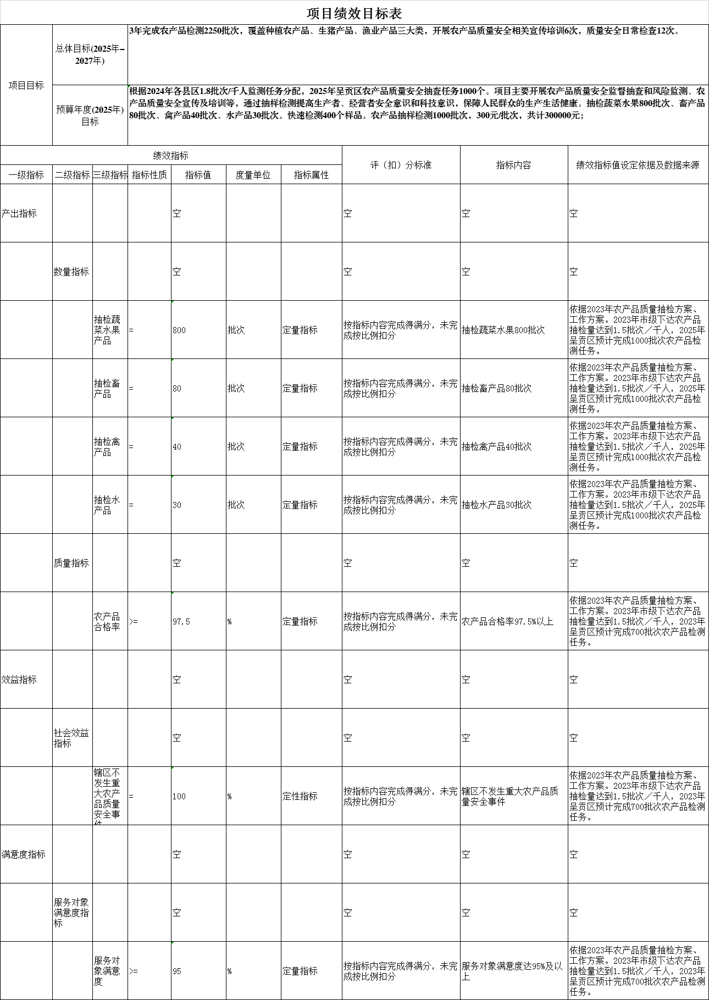 项目绩效目标表
项目目标
总体目标(2025年-
2027年)
3年完成农产品检测2250批次，覆盖种植农产品、生猪产品、渔业产品三大类，开展农产品质量安全相关宣传培训6次，质量安全日常检查12次。
预算年度(2025年)
目标
根据2024年各县区1.8批次/千人监测任务分配，2025年呈贡区农产品质量安全抽查任务1000个。项目主要开展农产品质量安全监督抽查和风险监测、农
产品质量安全宣传及培训等，通过抽样检测提高生产者、经营者安全意识和科技意识，保障人民群众的生产生活健康。抽检蔬菜水果800批次、畜产品
80批次、禽产品40批次、水产品30批次。快速检测400个样品。农产品抽样检测1000批次，300元/批次，共计300000元；
绩效指标
评（扣）分标准
指标内容
绩效指标值设定依据及数据来源
一级指标 二级指标 三级指标 指标性质 指标值 度量单位 指标属性
产出指标 空 空 空 空
数量指标 空 空 空 空
抽检蔬
菜水果
产品
=
800
批次
定量指标
按指标内容完成得满分，未完
成按比例扣分
抽检蔬菜水果800批次
依据2023年农产品质量抽检方案、
工作方案。2023年市级下达农产品
抽检量达到1.5批次／千人，2025年
呈贡区预计完成1000批次农产品检
测任务。
抽检畜
产品
=
80
批次
定量指标
按指标内容完成得满分，未完
成按比例扣分
抽检畜产品80批次
依据2023年农产品质量抽检方案、
工作方案。2023年市级下达农产品
抽检量达到1.5批次／千人，2025年
呈贡区预计完成1000批次农产品检
测任务。
抽检禽
产品
=
40
批次
定量指标
按指标内容完成得满分，未完
成按比例扣分
抽检禽产品40批次
依据2023年农产品质量抽检方案、
工作方案。2023年市级下达农产品
抽检量达到1.5批次／千人，2025年
呈贡区预计完成1000批次农产品检
测任务。
抽检水
产品
=
30
批次
定量指标
按指标内容完成得满分，未完
成按比例扣分
抽检水产品30批次
依据2023年农产品质量抽检方案、
工作方案。2023年市级下达农产品
抽检量达到1.5批次／千人，2025年
呈贡区预计完成1000批次农产品检
测任务。
质量指标 空 空 空 空
农产品
合格率
>=
97.5
%
定量指标
按指标内容完成得满分，未完
成按比例扣分
农产品合格率97.5%以上
依据2023年农产品质量抽检方案、
工作方案。2023年市级下达农产品
抽检量达到1.5批次／千人，2023年
呈贡区预计完成700批次农产品检测
任务。
效益指标 空 空 空 空
社会效益
指标
空 空 空 空
辖区不
发生重
大农产
品质量
安全事
件
=
100
%
定性指标
按指标内容完成得满分，未完
成按比例扣分
辖区不发生重大农产品质
量安全事件
依据2023年农产品质量抽检方案、
工作方案。2023年市级下达农产品
抽检量达到1.5批次／千人，2023年
呈贡区预计完成700批次农产品检测
任务。
满意度指标 空 空 空 空
服务对象
满意度指
标
空 空 空 空
服务对
象满意
度
>=
95
%
定量指标
按指标内容完成得满分，未完
成按比例扣分
服务对象满意度达95%及以
上
依据2023年农产品质量抽检方案、
工作方案。2023年市级下达农产品
抽检量达到1.5批次／千人，2023年
呈贡区预计完成700批次农产品检测
任务。